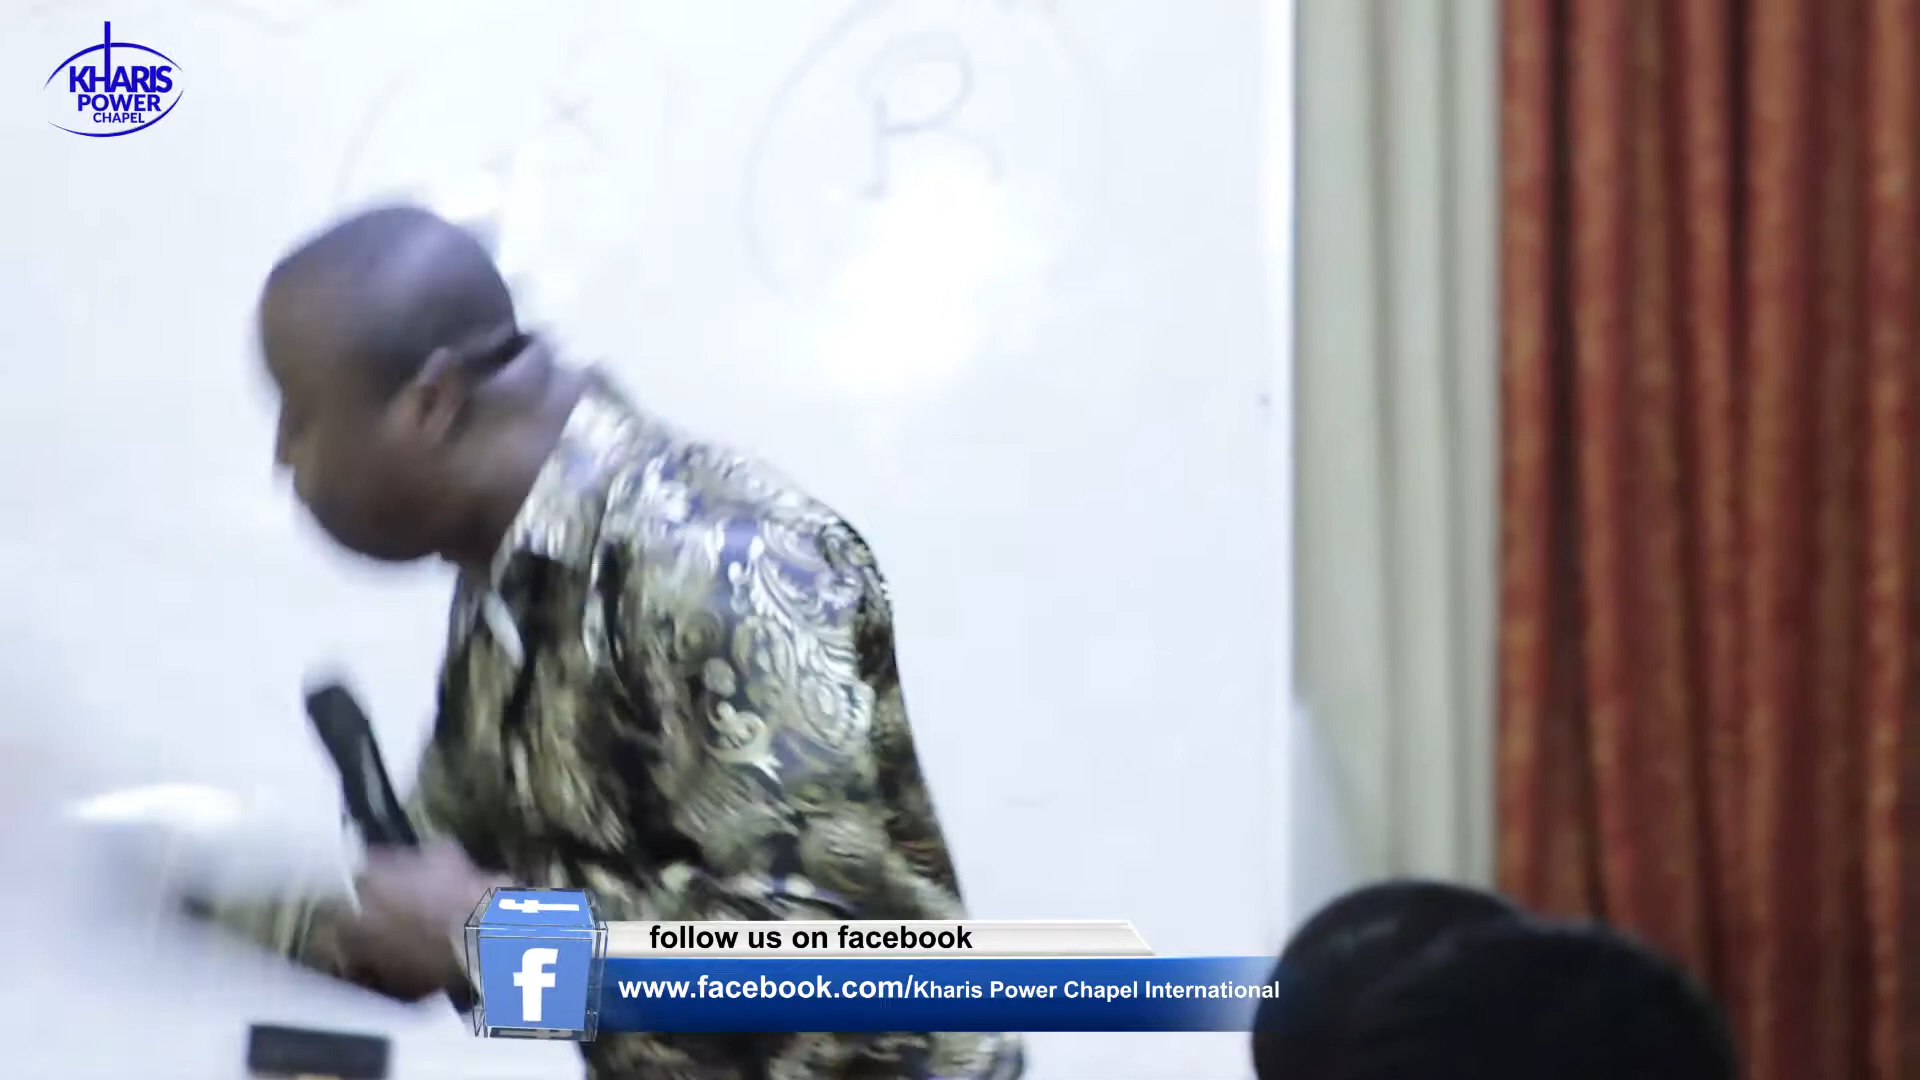 KHARIS
POWER
CHAPEL
R
follow us on facebook
www.facebook.com/Kharis Power Chapel International